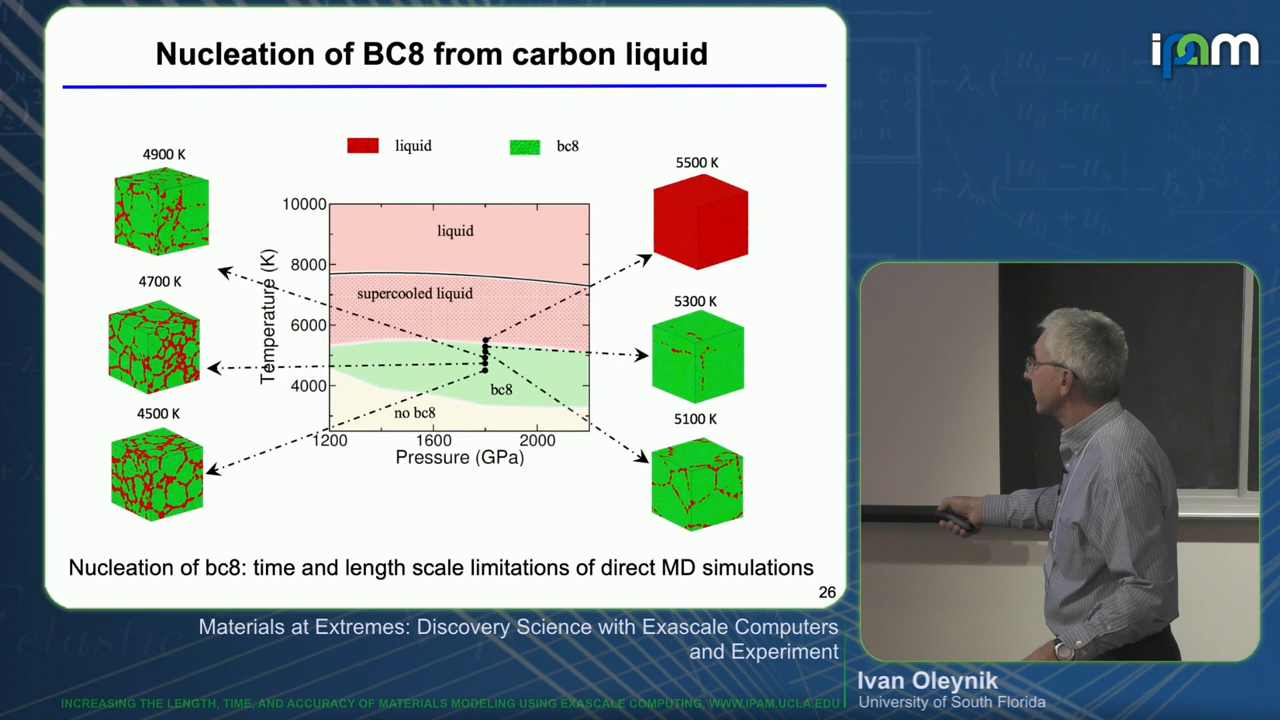 Nucleation of BC8 from carbon liquid
ipam
liquid
bc8
4900 K
4700 K
4500 K
5500 K
5300 K
5100 K
10000
8000
6000
4000
Temperature (K)
liquid
supercooled liquid
bc8
no bc8
1200
1600
2000
Pressure (GPa)
Nucleation of bc8: time and length scale limitations of direct MD simulations
26
Materials at Extremes: Discovery Science with Exascale Computers
and Experiment
Ivan Oleynik
University of South Florida
INCREASING THE LENGTH, TIME, AND ACCURACY OF MATERIALS MODELING USING EXASCALE COMPUTING, WWW.IPAM.UCLA.EDU
elastic